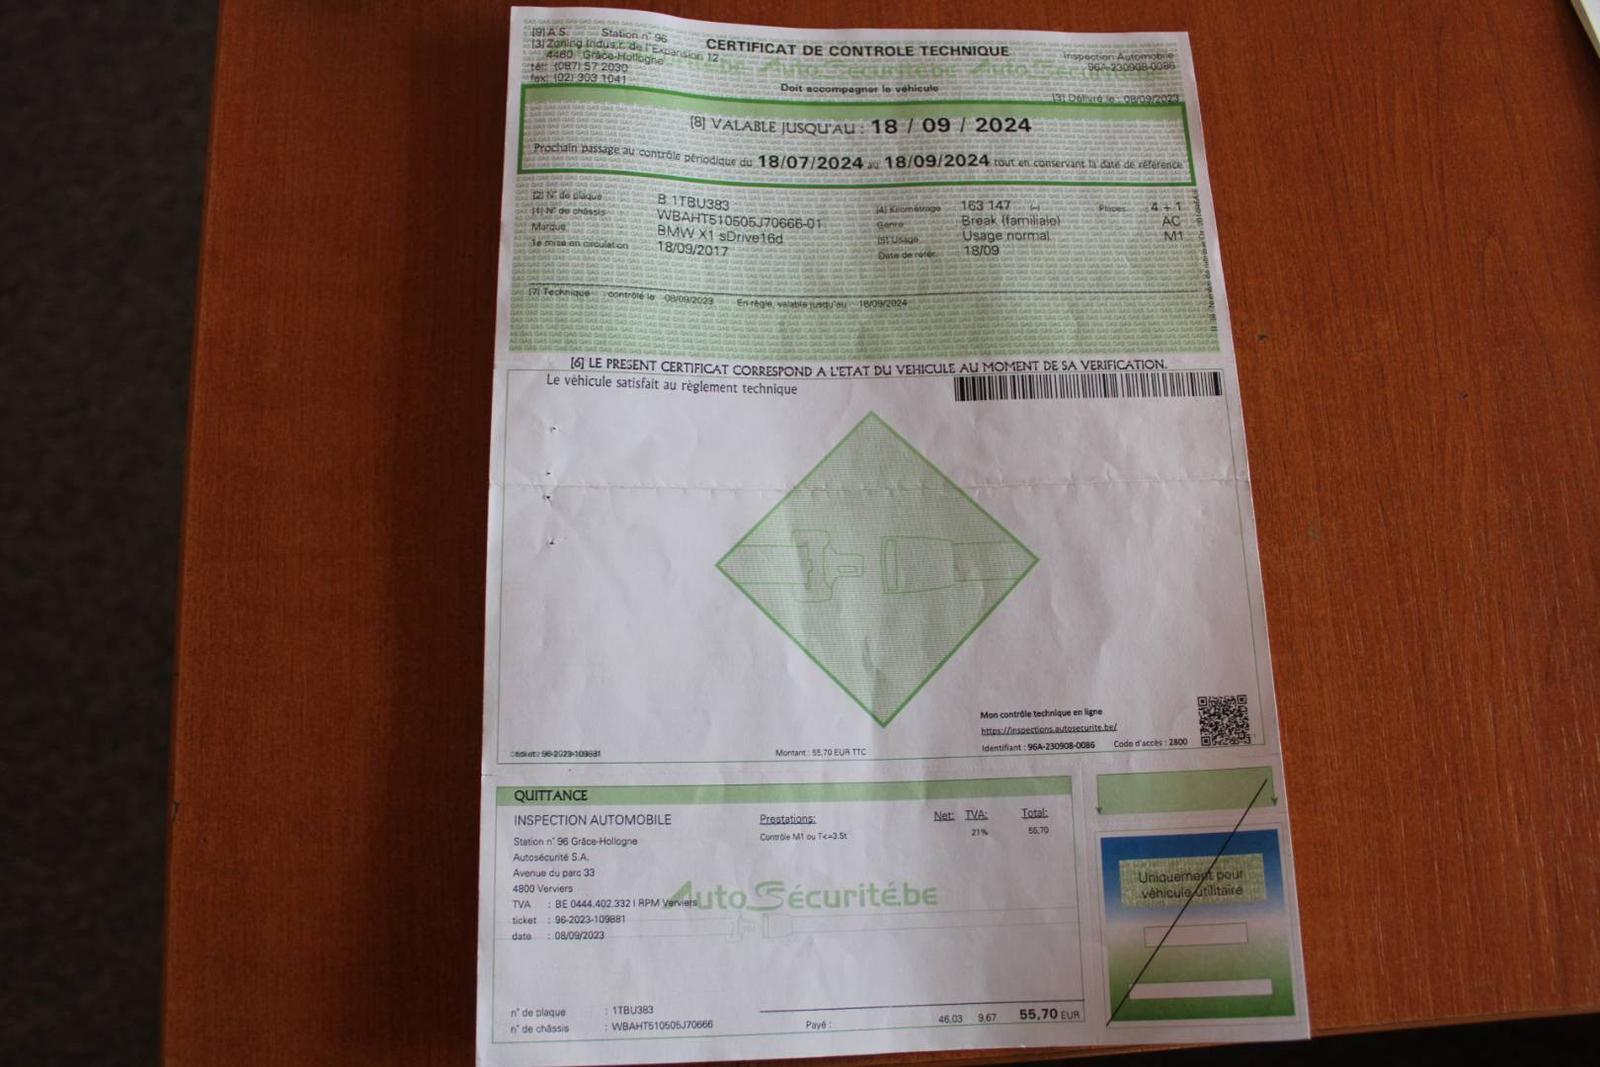 [9] A.S. Station n° 96
[3] Zoning Indus.r. de l'Expansion 12
4460 Grâce-Hollogne
tél: (087) 57 2030
fax: (02) 303 1041
CERTIFICAT DE CONTROLE TECHNIQUE
Inspection Automobile
96A-230908-0086
Doit accompagner le véhicule
[3] Délivré le : 08/09/2023
[8] VALABLE JUSQU'AU : 18 / 09 / 2024
Prochain passage au contrôle périodique du 18/07/2024 au 18/09/2024 tout en conservant la date de référence
[2] N° de plaque B 1TBU383
[1] N° de châssis WBAHT510505J70666-01
Marque BMW X1 sDrive16d
1e mise en circulation 18/09/2017
[4] Kilométrage 163 147 Places 4 + 1
Genre Break (familiale) AC
[5] Usage Usage normal M1
Date de référ. 18/09
[7] Technique contrôlé le 08/09/2023 En règle, valable jusqu'au 18/09/2024
[6] LE PRESENT CERTIFICAT CORRESPOND A L'ETAT DU VEHICULE AU MOMENT DE SA VERIFICATION.
Le véhicule satisfait au règlement technique
Mon contrôle technique en ligne
https://inspections.autosecurite.be/
Identifiant : 96A-230908-0086 Code d'accès : 2800
ticket : 96-2023-109881 Montant : 55,70 EUR TTC
QUITTANCE
INSPECTION AUTOMOBILE
Station n° 96 Grâce-Hollogne
Autosécurité S.A.
Avenue du parc 33
4800 Verviers
TVA : BE 0444.402.332 I RPM Verviers
ticket : 96-2023-109881
date : 08/09/2023
Prestations: Net: TVA: Total:
Contrôle M1 ou T<=3.5t 21% 55,70
AutoSécurité.be
n° de plaque : 1TBU383
n° de châssis : WBAHT510505J70666
Payé : 46,03 9,67 55,70 EUR
Uniquement pour
véhicule utilitaire